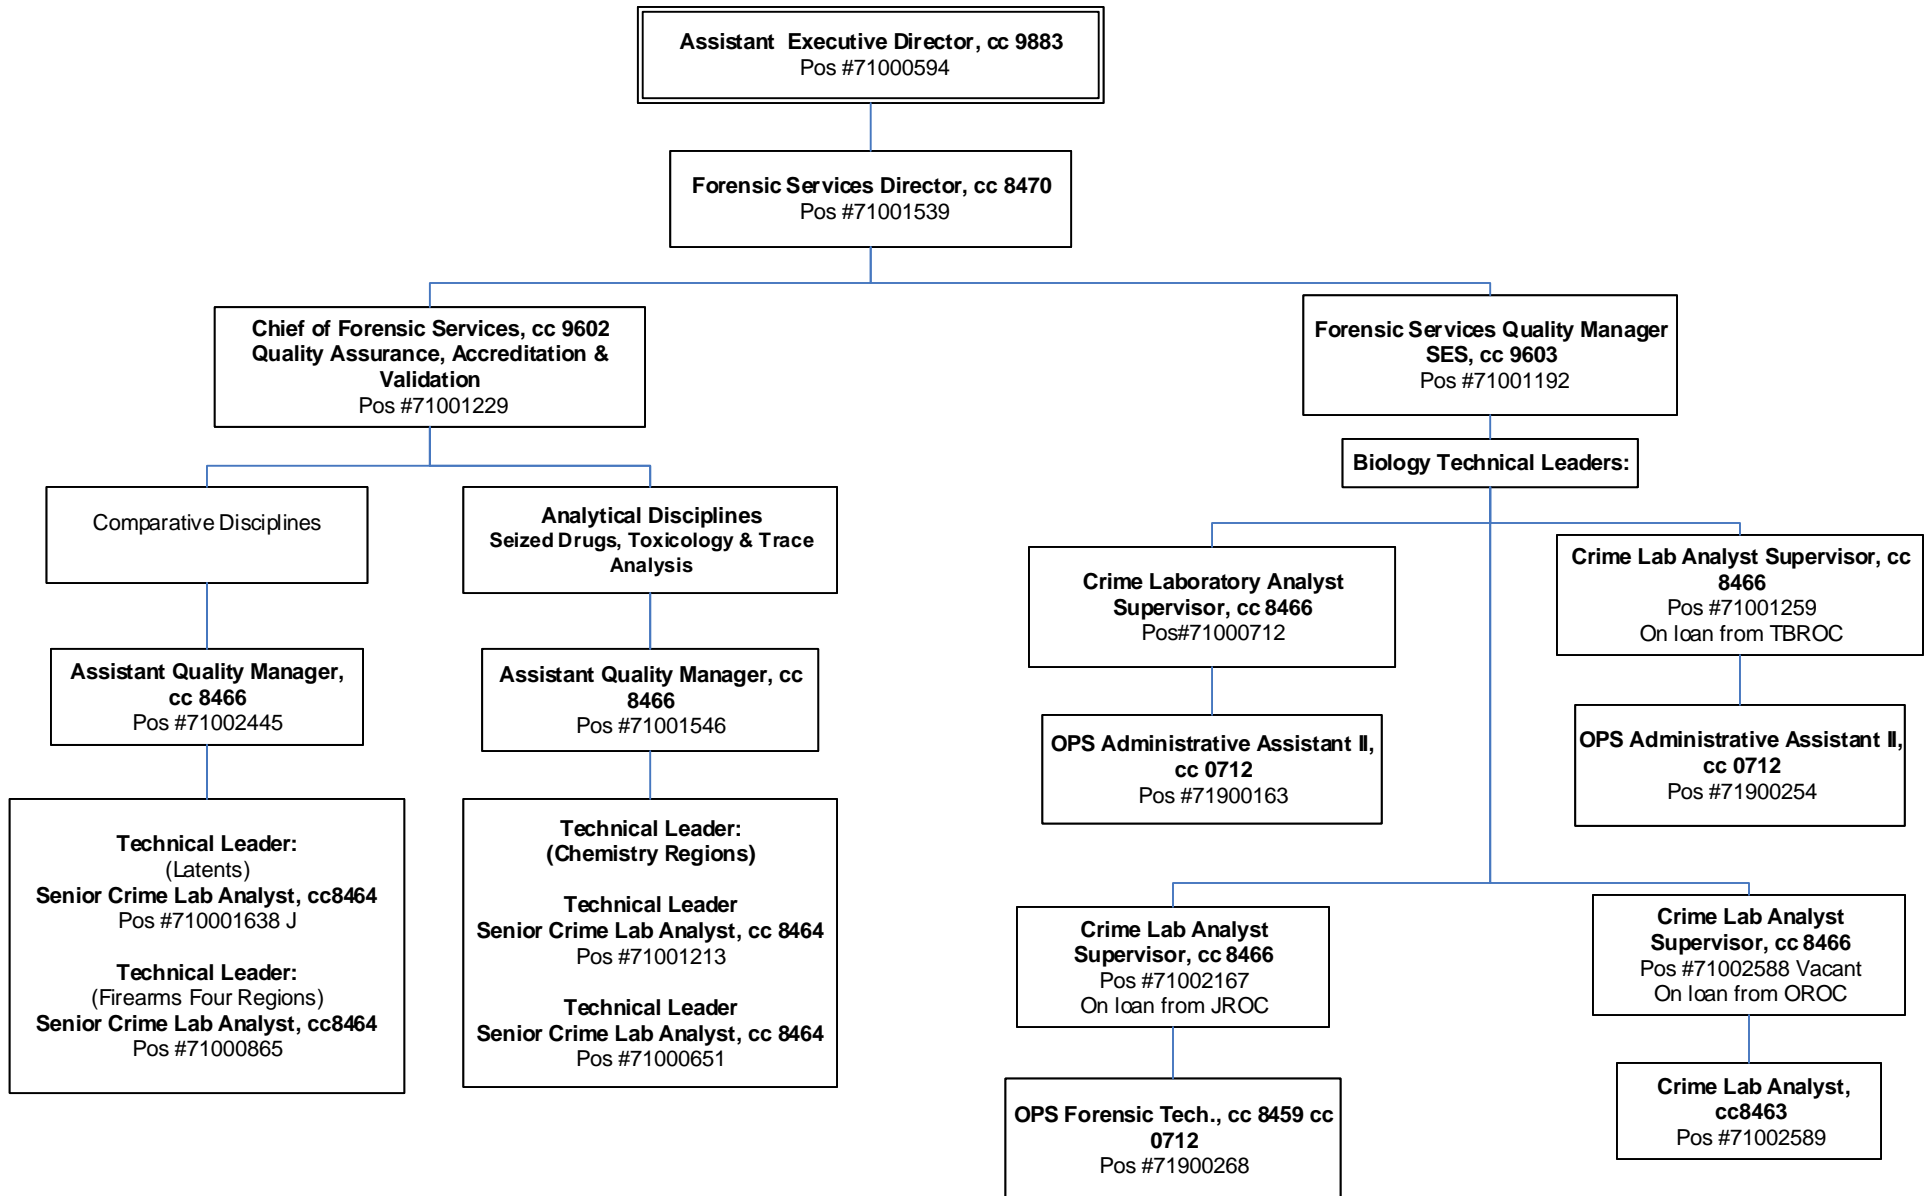 Assistant Executive Director, cc 9883
Pos #71000594
Forensic Services Director, cc 8470
Pos #71001539
Chief of Forensic Services, cc 9602
Quality Assurance, Accreditation &
Validation
Pos #71001229
Forensic Services Quality Manager
SES, cc 9603
Pos #71001192
Biology Technical Leaders:
Comparative Disciplines
Analytical Disciplines
Seized Drugs, Toxicology & Trace
Analysis
Assistant Quality Manager,
cc 8466
Pos #71002445
Assistant Quality Manager, cc
8466
Pos #71001546
Technical Leader:
(Latents)
Senior Crime Lab Analyst, cc8464
Pos #710001638 J
Technical Leader:
(Firearms Four Regions)
Senior Crime Lab Analyst, cc8464
Pos #71000865
Technical Leader:
(Chemistry Regions)
Technical Leader
Senior Crime Lab Analyst, cc 8464
Pos #71001213
Technical Leader
Senior Crime Lab Analyst, cc 8464
Pos #71000651
Crime Laboratory Analyst
Supervisor, cc 8466
Pos#71000712
Crime Lab Analyst Supervisor, cc
8466
Pos #71001259
On loan from TBROC
OPS Administrative Assistant II,
cc 0712
Pos #71900163
OPS Administrative Assistant II,
cc 0712
Pos #71900254
Crime Lab Analyst
Supervisor, cc 8466
Pos #71002167
On loan from JROC
Crime Lab Analyst
Supervisor, cc 8466
Pos #71002588 Vacant
On loan from OROC
OPS Forensic Tech., cc 8459 cc
0712
Pos #71900268
Crime Lab Analyst,
cc8463
Pos #71002589